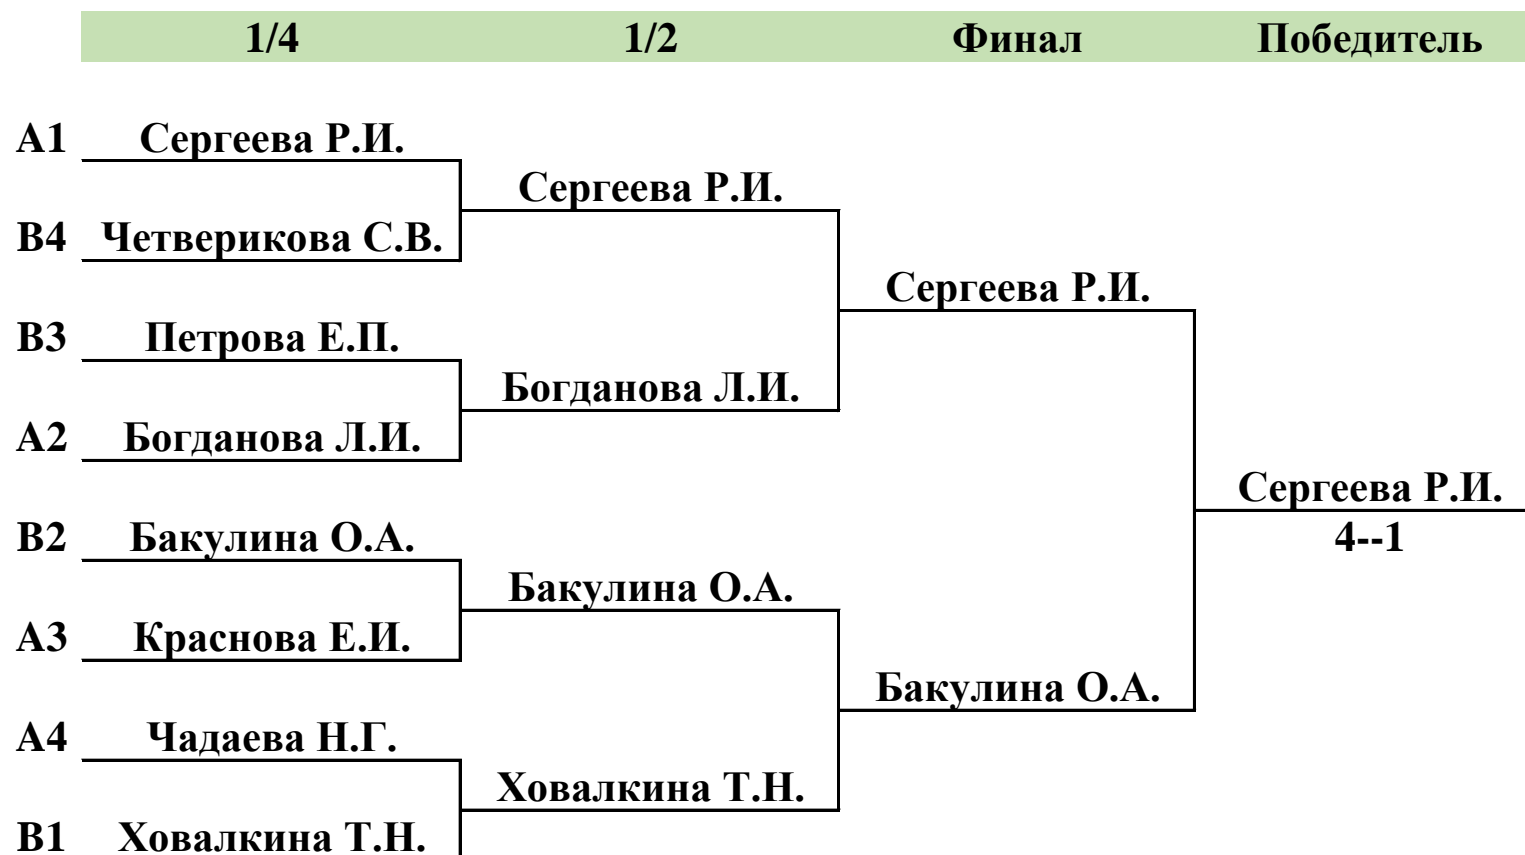 1/4 1/2 Финал Победитель
A1 Сергеева Р.И.
Сергеева Р.И.
B4 Четверикова С.В.
Сергеева Р.И.
B3 Петрова Е.П.
Богданова Л.И.
A2 Богданова Л.И.
Сергеева Р.И.
B2 Бакулина О.А. 4--1
Бакулина О.А.
A3 Краснова Е.И.
Бакулина О.А.
A4 Чадаева Н.Г.
Ховалкина Т.Н.
B1 Ховалкина Т.Н.